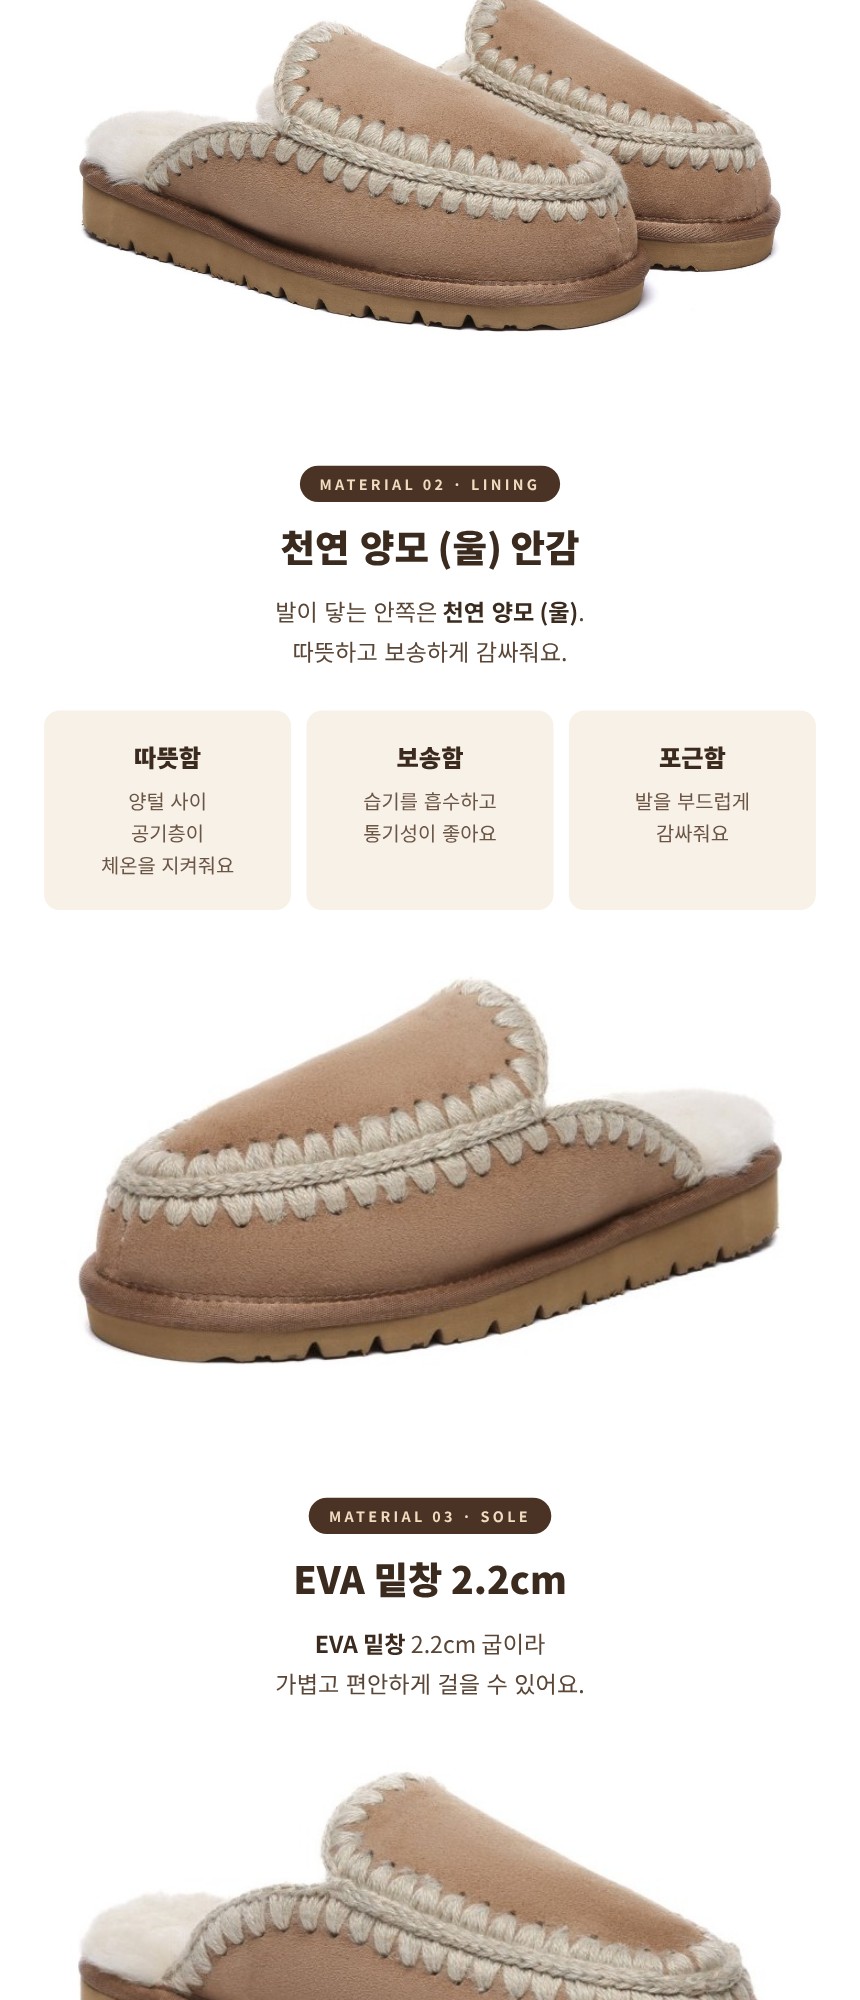 MATERIAL 02 · LINING
천연 양모 (울) 안감
발이 닿는 안쪽은 천연 양모 (울).
따뜻하고 보송하게 감싸줘요.
따뜻함
양털 사이
공기층이
체온을 지켜줘요
보송함
습기를 흡수하고
통기성이 좋아요
포근함
발을 부드럽게
감싸줘요
MATERIAL 03 · SOLE
EVA 밑창 2.2cm
EVA 밑창 2.2cm 굽이라
가볍고 편안하게 걸을 수 있어요.